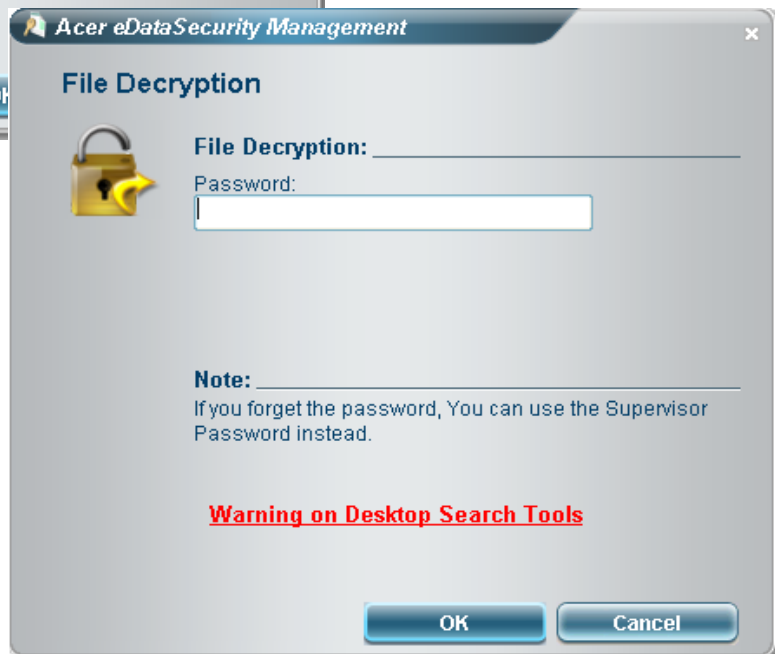 Acer eDataSecurity Management
File Decryption
File Decryption:
Password:
Note:
If you forget the password, You can use the Supervisor
Password instead.
Warning on Desktop Search Tools
OK
Cancel